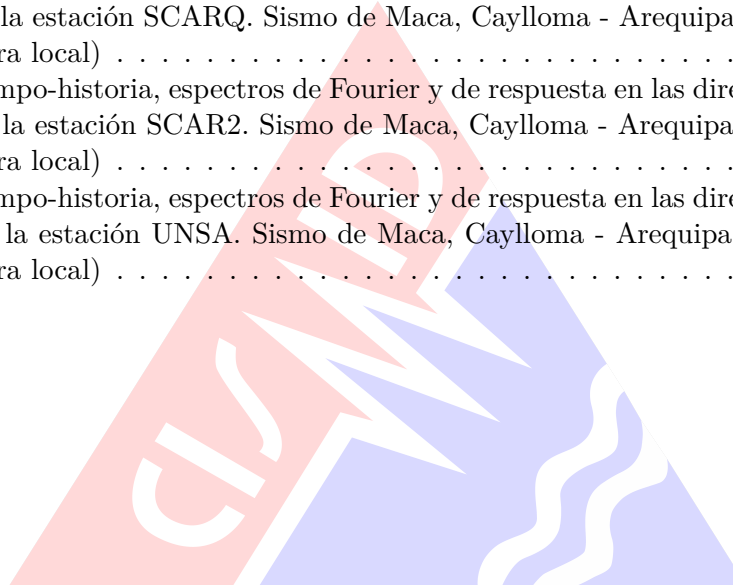 la estación SCARQ. Sismo de Maca, Caylloma - Arequipa
ra local) . . . . . . . . . . . . . . . . . . . . . . . . . . . . .
mpo-historia, espectros de Fourier y de respuesta en las dire
la estación SCAR2. Sismo de Maca, Caylloma - Arequipa
ra local) . . . . . . . . . . . . . . . . . . . . . . . . . . . . .
mpo-historia, espectros de Fourier y de respuesta en las dire
la estación UNSA. Sismo de Maca, Caylloma - Arequipa
ra local) . . . . . . . . . . . . . . . . . . . . . . . . . . . . .
CISMID